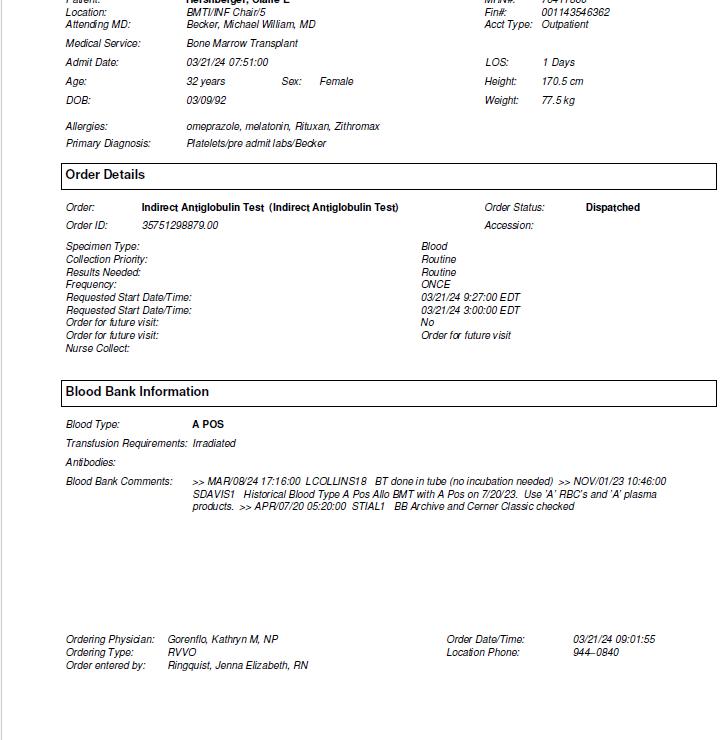 Location: BMTI/INF Chair/5 Fin#: 001143546362
Attending MD: Becker, Michael William, MD Acct Type: Outpatient
Medical Service: Bone Marrow Transplant
Admit Date: 03/21/24 07:51:00 LOS: 1 Days
Age: 32 years Sex: Female Height: 170.5 cm
DOB: 03/09/92 Weight: 77.5 kg
Allergies: omeprazole, melatonin, Rituxan, Zithromax
Primary Diagnosis: Platelets/pre admit labs/Becker
Order Details
Order: Indirect Antiglobulin Test (Indirect Antiglobulin Test) Order Status: Dispatched
Order ID: 35751298879.00 Accession:
Specimen Type: Blood
Collection Priority: Routine
Results Needed: Routine
Frequency: ONCE
Requested Start Date/Time: 03/21/24 9:27:00 EDT
Requested Start Date/Time: 03/21/24 3:00:00 EDT
Order for future visit: No
Order for future visit: Order for future visit
Nurse Collect:
Blood Bank Information
Blood Type: A POS
Transfusion Requirements: Irradiated
Antibodies:
Blood Bank Comments: >> MAR/08/24 17:16:00 LCOLLINS18 BT done in tube (no incubation needed) >> NOV/01/23 10:46:00
SDAVIS1 Historical Blood Type A Pos Allo BMT with A Pos on 7/20/23. Use 'A' RBC's and 'A' plasma
products. >> APR/07/20 05:20:00 STIAL1 BB Archive and Cerner Classic checked
Ordering Physician: Gorenflo, Kathryn M, NP Order Date/Time: 03/21/24 09:01:55
Ordering Type: RVVO Location Phone: 944-0840
Order entered by: Ringquist, Jenna Elizabeth, RN